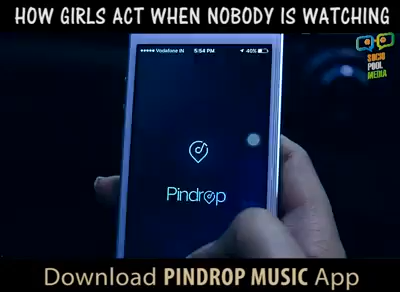 HOW GIRLS ACT WHEN NOBODY IS WATCHING
SOCIO
POOL
MEDIA
Vodafone IN
5:54 PM
40%
Pindrop
Download PINDROP MUSIC App